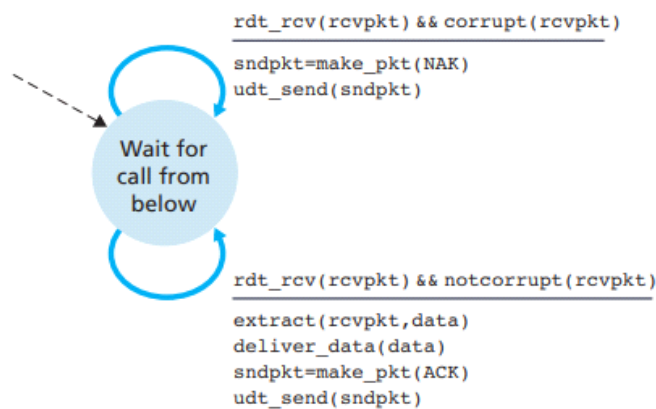 rdt_rcv(rcvpkt) && corrupt(rcvpkt)
sndpkt=make_pkt(NAK)
udt_send(sndpkt)
Wait for
call from
below
rdt_rcv(rcvpkt) && notcorrupt(rcvpkt)
extract(rcvpkt,data)
deliver_data(data)
sndpkt=make_pkt(ACK)
udt_send(sndpkt)